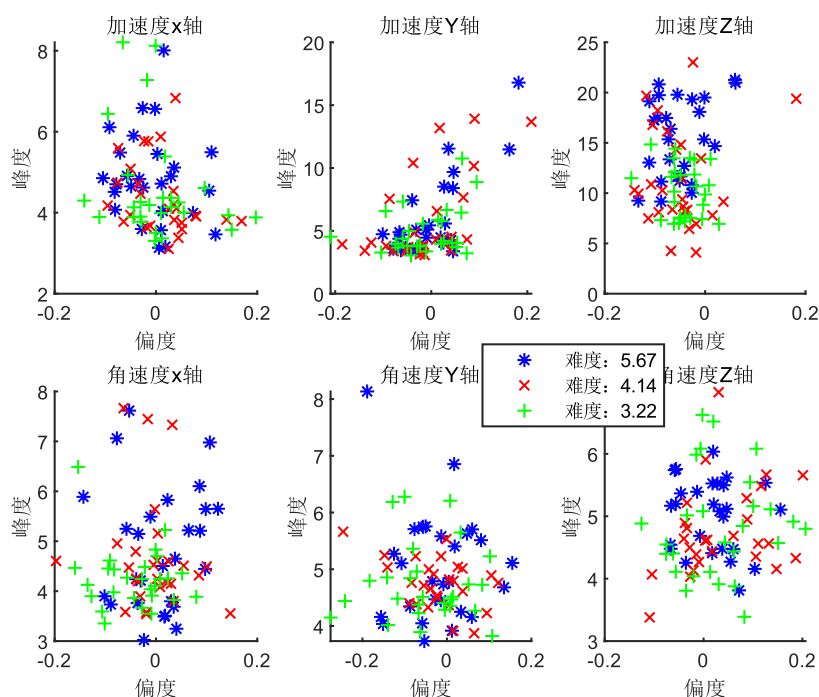 加速度x轴 加速度Y轴 加速度Z轴
8 20 25
20
6 15
15
峰度 峰度 10 峰度
4 10
5
5
2 0 0
-0.2 0 0.2 -0.2 0 0.2 -0.2 0 0.2
偏度 偏度 偏度
难度：5.67
难度：4.14
难度：3.22
角速度x轴 角速度Y轴 角速度Z轴
8 8
7 7 6
6 峰度 6 峰度 5 峰度
5 5
4 4
4
3 3
-0.2 0 0.2 -0.2 0 0.2 -0.2 0 0.2
偏度 偏度 偏度